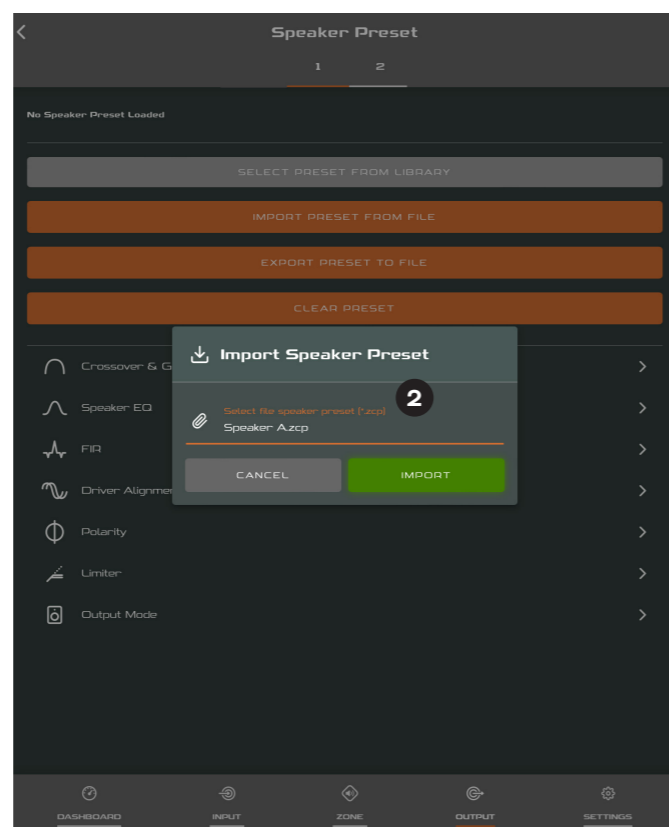 Speaker Preset
1 2
No Speaker Preset Loaded
SELECT PRESET FROM LIBRARY
IMPORT PRESET FROM FILE
EXPORT PRESET TO FILE
CLEAR PRESET
Import Speaker Preset
2
Select file speaker preset (*.zcp)
Speaker A.zcp
CANCEL IMPORT
Crossover & G
Speaker EQ
FIR
Driver Alignmen
Polarity
Limiter
Output Mode
DASHBOARD INPUT ZONE OUTPUT SETTINGS